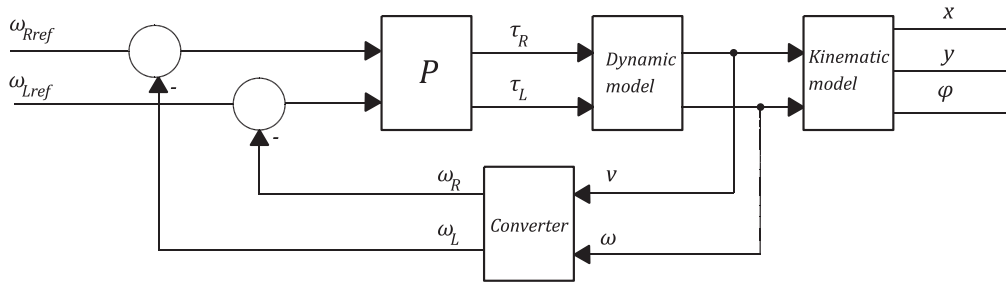 ω_Rref
ω_Lref
-
-
P
τ_R
τ_L
Dynamic
model
Kinematic
model
x
y
φ
ω_R
ω_L
Converter
v
ω